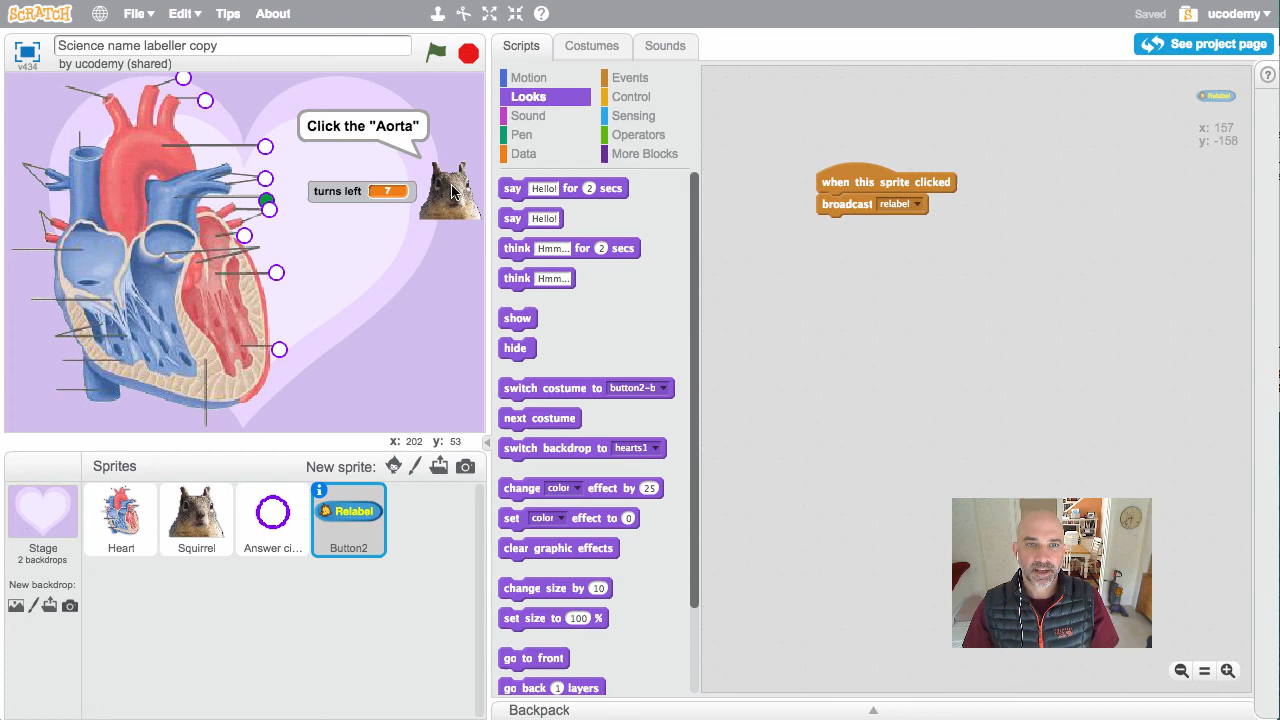 SCRATCH
File
Edit
Tips
About
Saved
ucodemy
v434
Science name labeller copy
by ucodemy (shared)
Scripts
Costumes
Sounds
See project page
Motion
Events
Looks
Control
Sound
Sensing
Pen
Operators
Data
More Blocks
Click the "Aorta"
turns left 7
say Hello! for 2 secs
say Hello!
think Hmm... for 2 secs
think Hmm...
show
hide
switch costume to button2-b
next costume
switch backdrop to hearts1
change color effect by 25
set color effect to 0
clear graphic effects
change size by 10
set size to 100 %
go to front
go back 1 layers
when this sprite clicked
broadcast relabel
Relabel
x: 157
y: -158
x: 202 y: 53
Sprites
New sprite:
Stage
2 backdrops
New backdrop:
Heart
Squirrel
Answer ci...
Relabel
Button2
Backpack